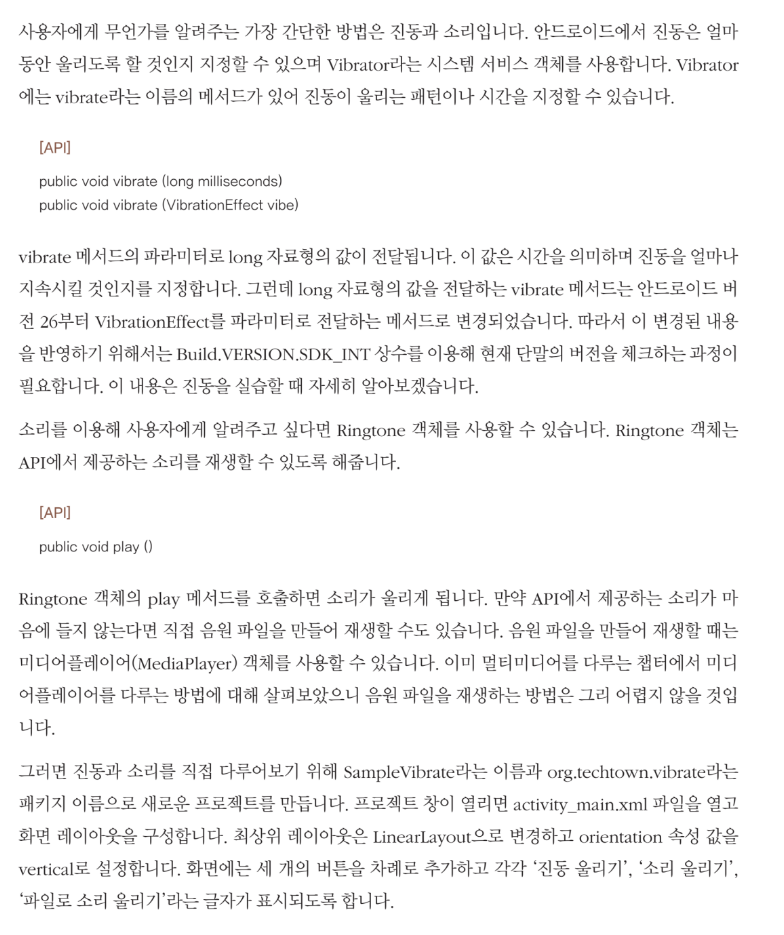 사용자에게 무언가를 알려주는 가장 간단한 방법은 진동과 소리입니다. 안드로이드에서 진동은 얼마
동안 울리도록 할 것인지 지정할 수 있으며 Vibrator라는 시스템 서비스 객체를 사용합니다. Vibrator
에는 vibrate라는 이름의 메서드가 있어 진동이 울리는 패턴이나 시간을 지정할 수 있습니다.
[API]
public void vibrate (long milliseconds)
public void vibrate (VibrationEffect vibe)
vibrate 메서드의 파라미터로 long 자료형의 값이 전달됩니다. 이 값은 시간을 의미하며 진동을 얼마나
지속시킬 것인지를 지정합니다. 그런데 long 자료형의 값을 전달하는 vibrate 메서드는 안드로이드 버
전 26부터 VibrationEffect를 파라미터로 전달하는 메서드로 변경되었습니다. 따라서 이 변경된 내용
을 반영하기 위해서는 Build.VERSION.SDK_INT 상수를 이용해 현재 단말의 버전을 체크하는 과정이
필요합니다. 이 내용은 진동을 실습할 때 자세히 알아보겠습니다.
소리를 이용해 사용자에게 알려주고 싶다면 Ringtone 객체를 사용할 수 있습니다. Ringtone 객체는
API에서 제공하는 소리를 재생할 수 있도록 해줍니다.
[API]
public void play ()
Ringtone 객체의 play 메서드를 호출하면 소리가 울리게 됩니다. 만약 API에서 제공하는 소리가 마
음에 들지 않는다면 직접 음원 파일을 만들어 재생할 수도 있습니다. 음원 파일을 만들어 재생할 때는
미디어플레이어(MediaPlayer) 객체를 사용할 수 있습니다. 이미 멀티미디어를 다루는 챕터에서 미디
어플레이어를 다루는 방법에 대해 살펴보았으니 음원 파일을 재생하는 방법은 그리 어렵지 않을 것입
니다.
그러면 진동과 소리를 직접 다루어보기 위해 SampleVibrate라는 이름과 org.techtown.vibrate라는
패키지 이름으로 새로운 프로젝트를 만듭니다. 프로젝트 창이 열리면 activity_main.xml 파일을 열고
화면 레이아웃을 구성합니다. 최상위 레이아웃은 LinearLayout으로 변경하고 orientation 속성 값을
vertical로 설정합니다. 화면에는 세 개의 버튼을 차례로 추가하고 각각 ‘진동 울리기’, ‘소리 울리기’,
‘파일로 소리 울리기’라는 글자가 표시되도록 합니다.